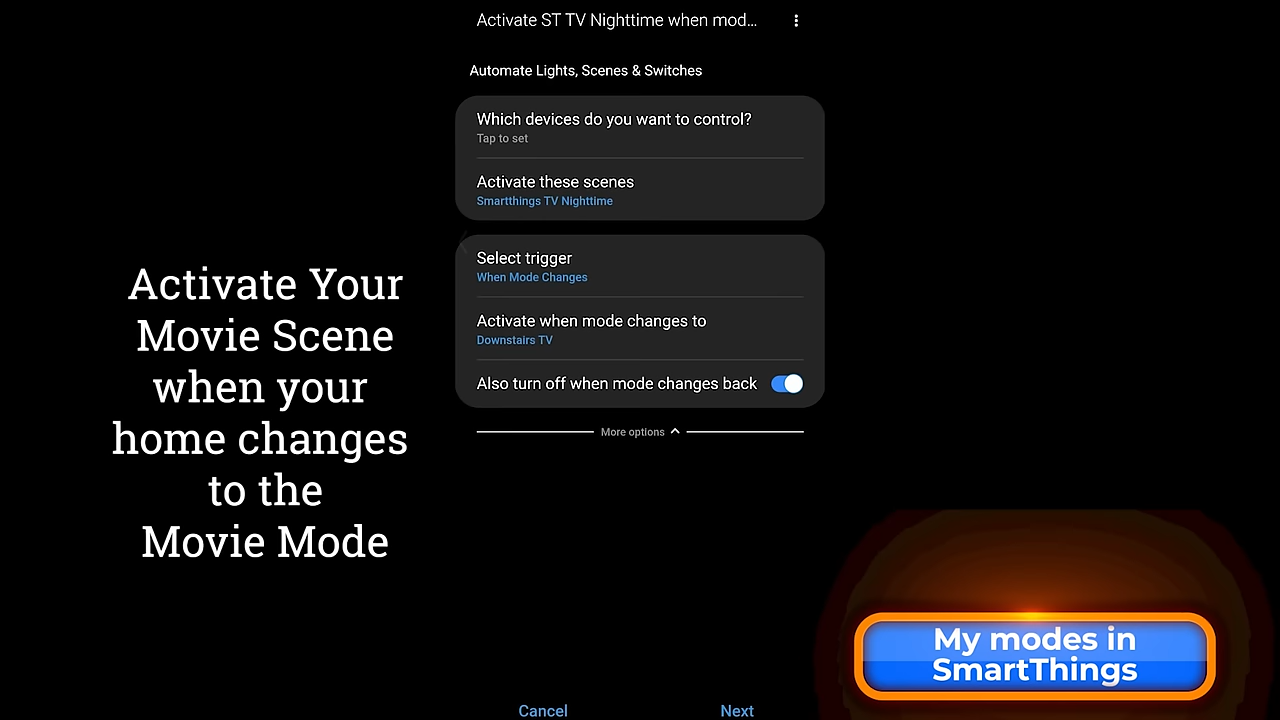 Activate ST TV Nighttime when mod...
Automate Lights, Scenes & Switches
Which devices do you want to control?
Tap to set
Activate these scenes
Smartthings TV Nighttime
Select trigger
When Mode Changes
Activate when mode changes to
Downstairs TV
Also turn off when mode changes back
More options
Cancel
Next
Activate Your
Movie Scene
when your
home changes
to the
Movie Mode
My modes in
SmartThings